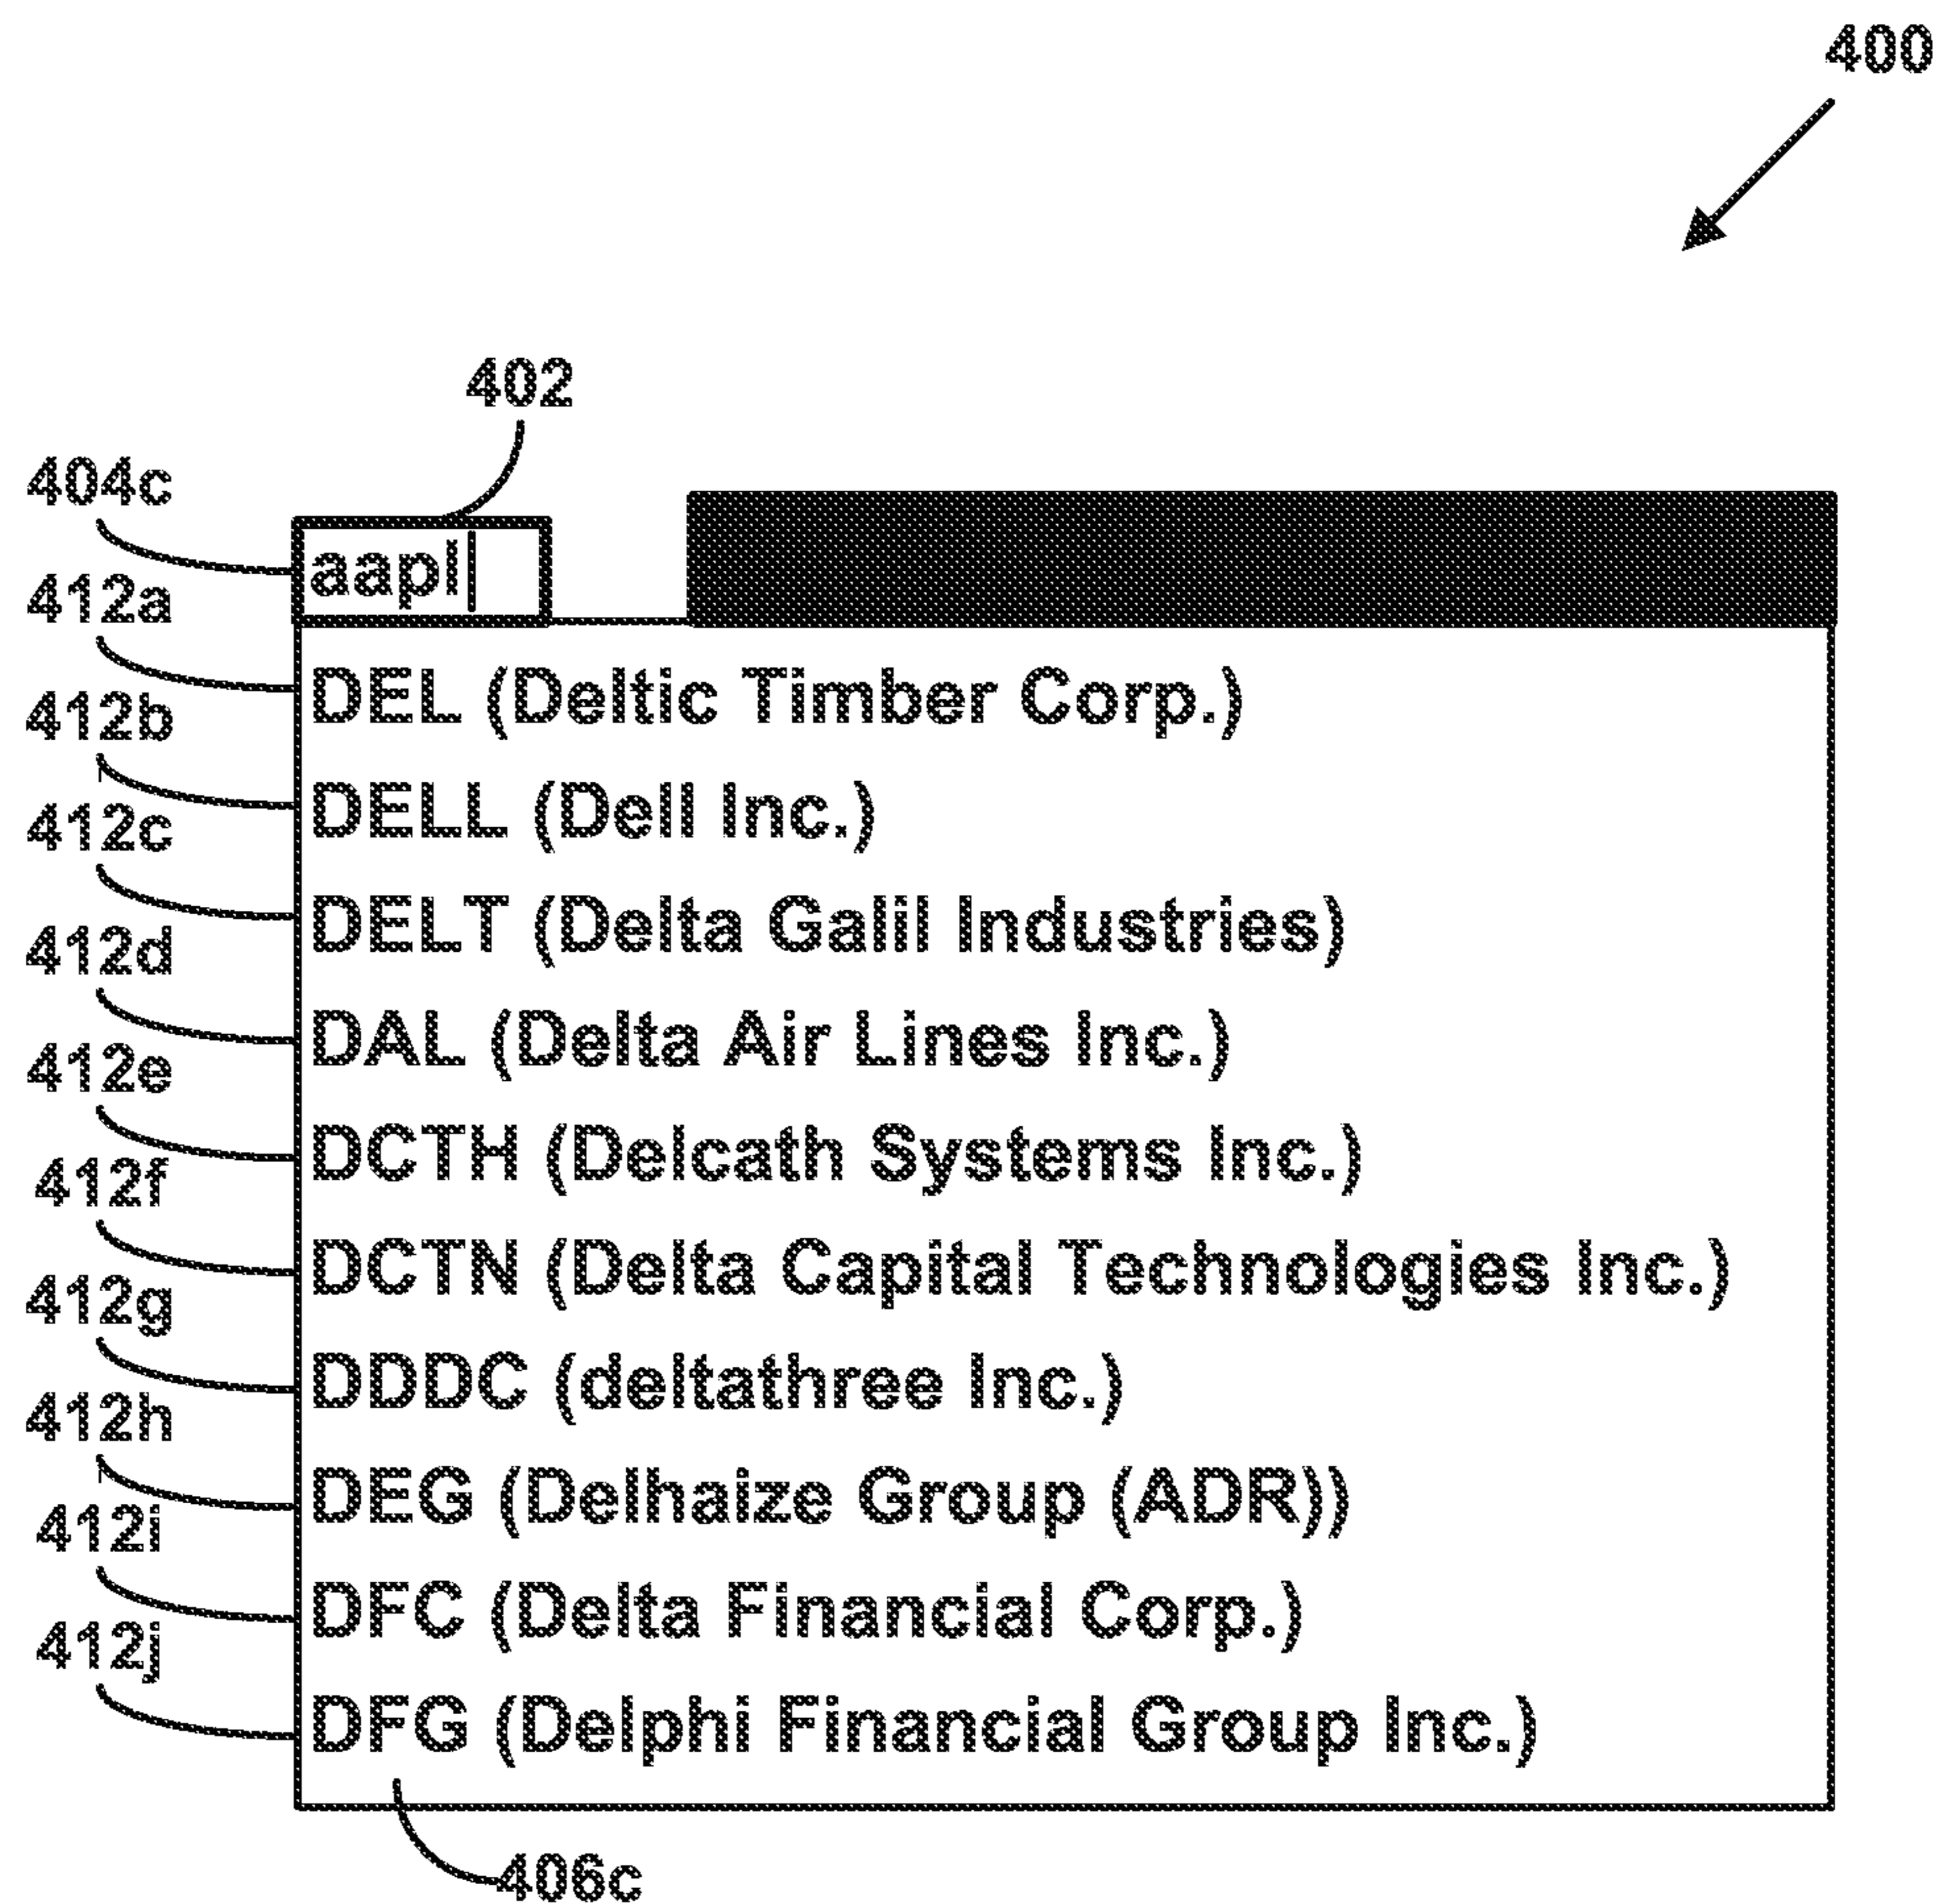 400
402
404c
aapl
412a
DEL (Deltic Timber Corp.)
412b
DELL (Dell Inc.)
412c
DELT (Delta Galil Industries)
412d
DAL (Delta Air Lines Inc.)
412e
DCTH (Delcath Systems Inc.)
412f
DCTN (Delta Capital Technologies Inc.)
412g
DDDC (deltathree Inc.)
412h
DEG (Delhaize Group (ADR))
412i
DFC (Delta Financial Corp.)
412j
DFG (Delphi Financial Group Inc.)
406c